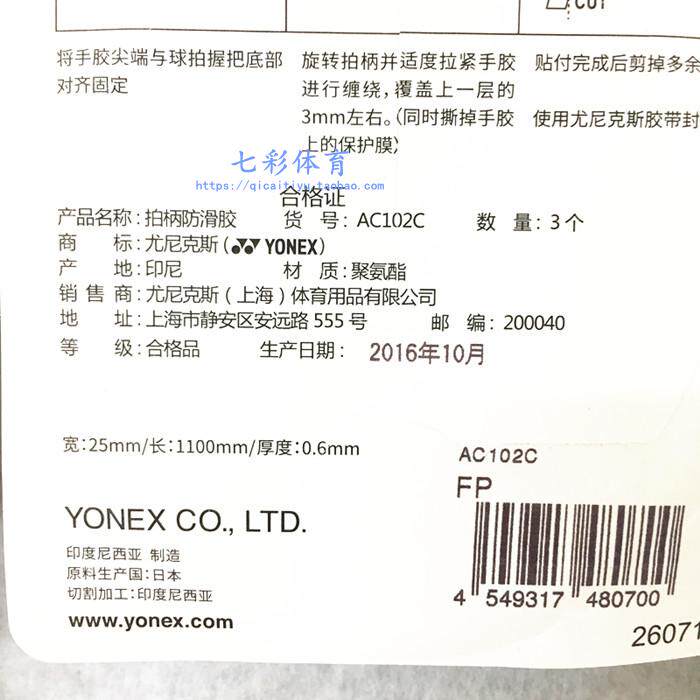 CUT
将手胶尖端与球拍握把底部
对齐固定
旋转拍柄并适度拉紧手胶
进行缠绕，覆盖上一层的
3mm左右。(同时撕掉手胶
上的保护膜)
贴付完成后剪掉多余
使用尤尼克斯胶带封
七彩体育
https://qicaitiyu.taobao.com
合格证
产品名称: 拍柄防滑胶 货 号: AC102C 数 量: 3个
商 标: 尤尼克斯 (YONEX)
产 地: 印尼 材 质: 聚氨酯
销 售 商: 尤尼克斯（上海）体育用品有限公司
地 址: 上海市静安区安远路 555 号 邮 编: 200040
等 级: 合格品 生产日期: 2016年10月
宽:25mm/长:1100mm/厚度:0.6mm
AC102C
FP
YONEX CO., LTD.
印度尼西亚 制造
原料生产国:日本
切割加工:印度尼西亚
www.yonex.com
4 549317 480700
26071